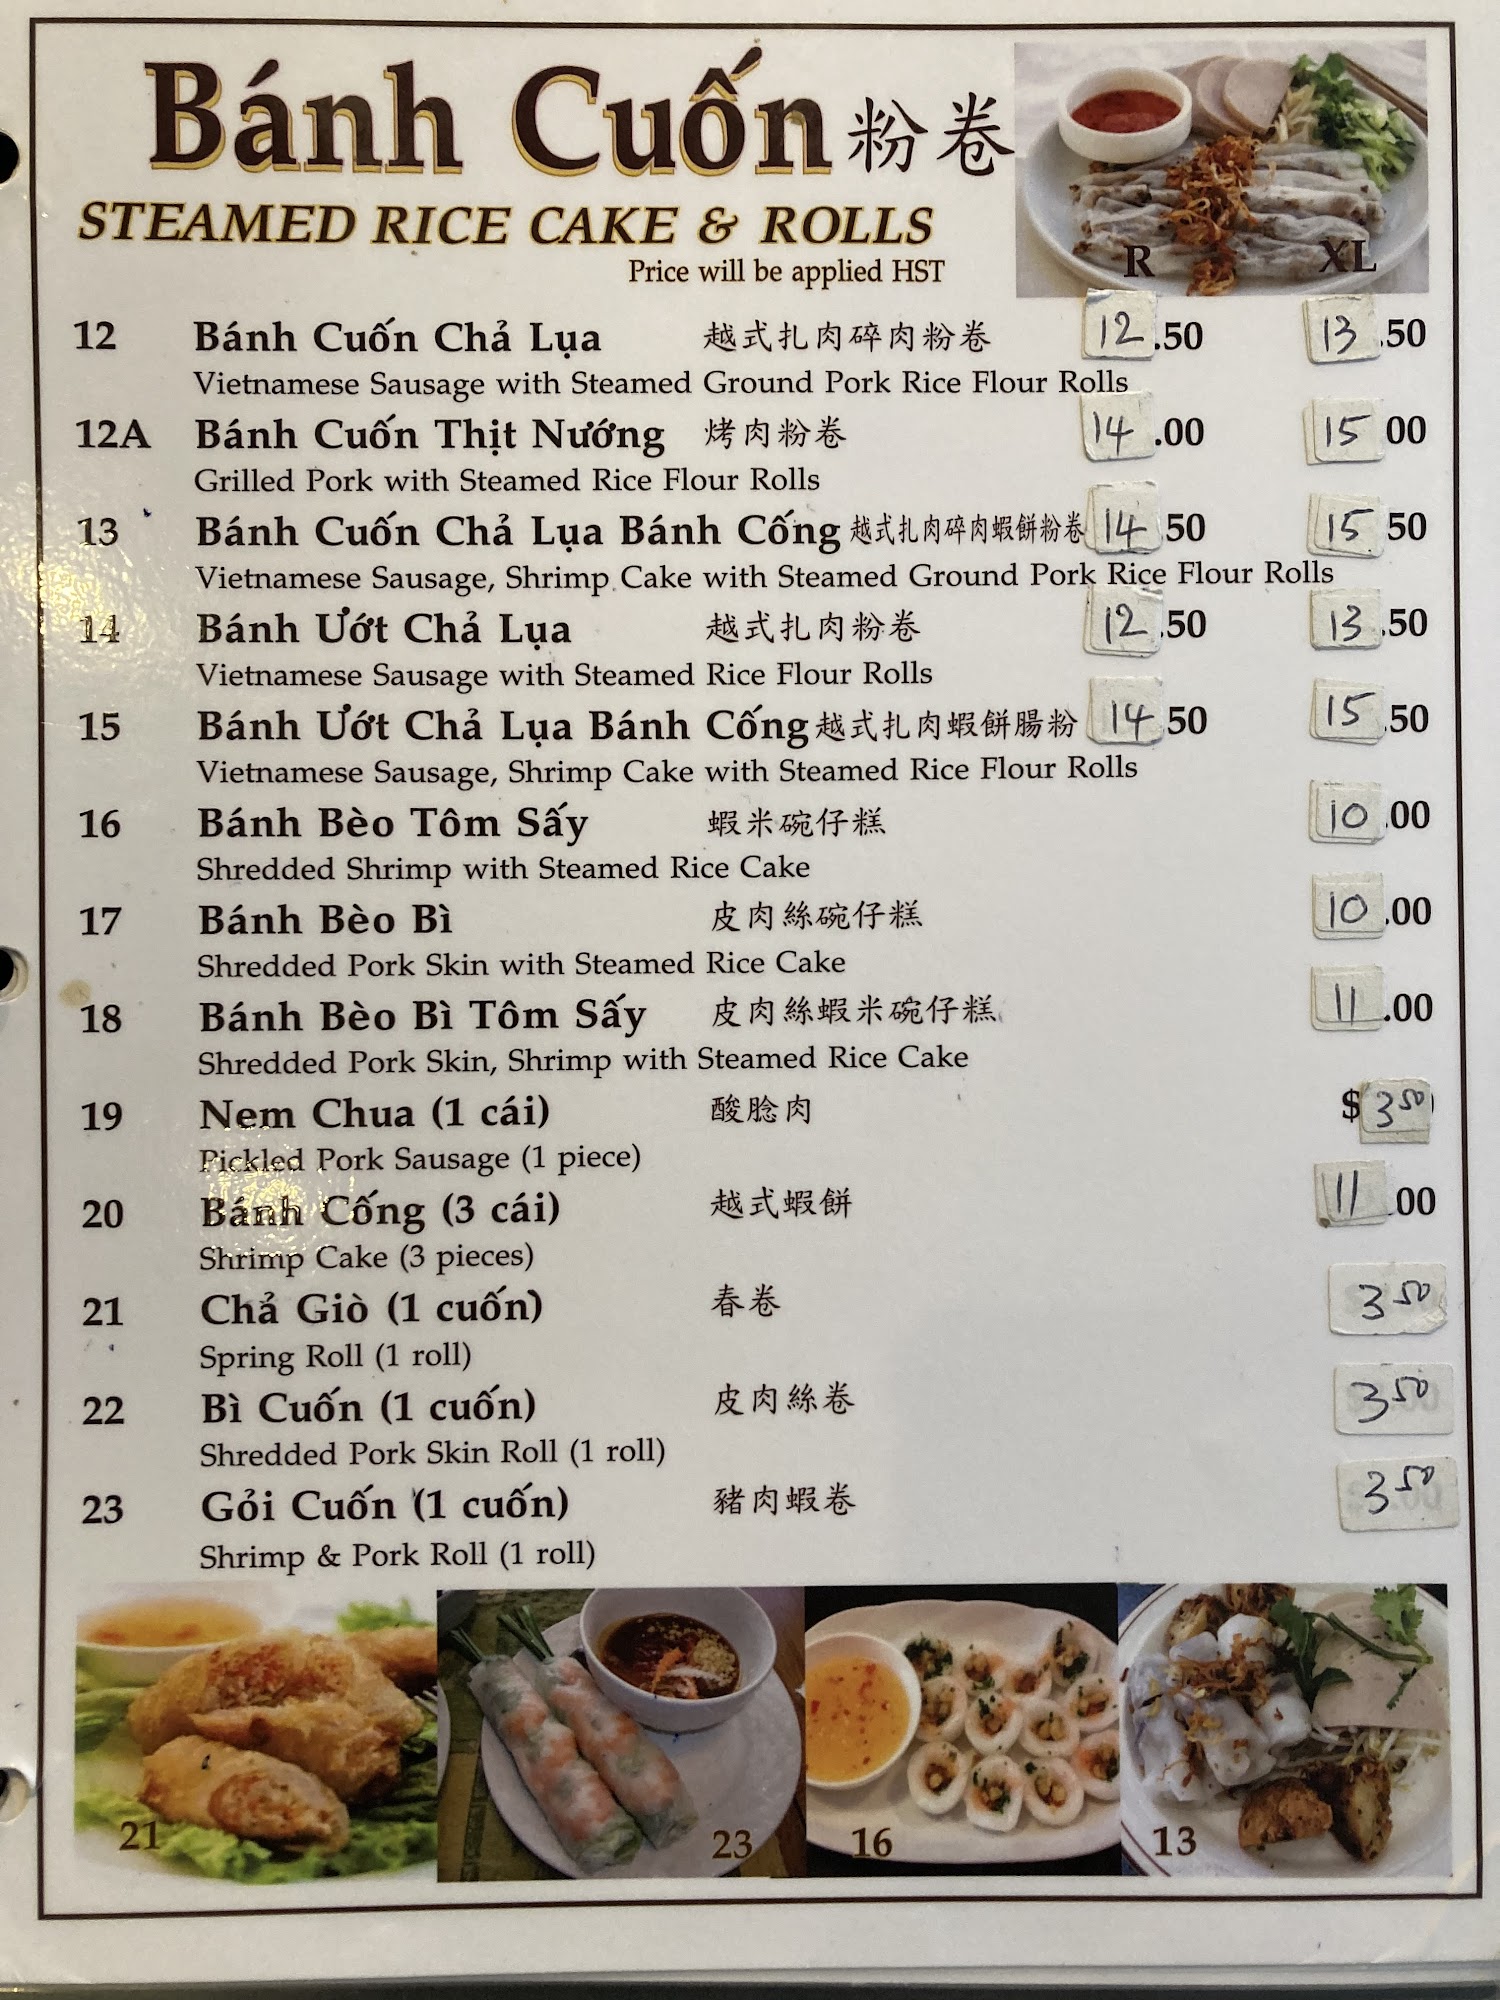 Bánh Cuốn 粉卷
STEAMED RICE CAKE & ROLLS
Price will be applied HST
R XL
12 Bánh Cuốn Chả Lụa 越式扎肉碎肉粉卷 12.50 13.50
Vietnamese Sausage with Steamed Ground Pork Rice Flour Rolls
12A Bánh Cuốn Thịt Nướng 烤肉粉卷 14.00 15.00
Grilled Pork with Steamed Rice Flour Rolls
13 Bánh Cuốn Chả Lụa Bánh Cống 越式扎肉碎肉蝦餅粉卷 14.50 15.50
Vietnamese Sausage, Shrimp Cake with Steamed Ground Pork Rice Flour Rolls
14 Bánh Ướt Chả Lụa 越式扎肉粉卷 12.50 13.50
Vietnamese Sausage with Steamed Rice Flour Rolls
15 Bánh Ướt Chả Lụa Bánh Cống 越式扎肉蝦餅腸粉 14.50 15.50
Vietnamese Sausage, Shrimp Cake with Steamed Rice Flour Rolls
16 Bánh Bèo Tôm Sấy 蝦米碗仔糕 10.00
Shredded Shrimp with Steamed Rice Cake
17 Bánh Bèo Bì 皮肉絲碗仔糕 10.00
Shredded Pork Skin with Steamed Rice Cake
18 Bánh Bèo Bì Tôm Sấy 皮肉絲蝦米碗仔糕 11.00
Shredded Pork Skin, Shrimp with Steamed Rice Cake
19 Nem Chua (1 cái) 酸脍肉 $3.50
Pickled Pork Sausage (1 piece)
20 Bánh Cống (3 cái) 越式蝦餅 11.00
Shrimp Cake (3 pieces)
21 Chả Giò (1 cuốn) 春卷 3.50
Spring Roll (1 roll)
22 Bì Cuốn (1 cuốn) 皮肉絲卷 3.50
Shredded Pork Skin Roll (1 roll)
23 Gỏi Cuốn (1 cuốn) 豬肉蝦卷 3.50
Shrimp & Pork Roll (1 roll)
21 23 16 13